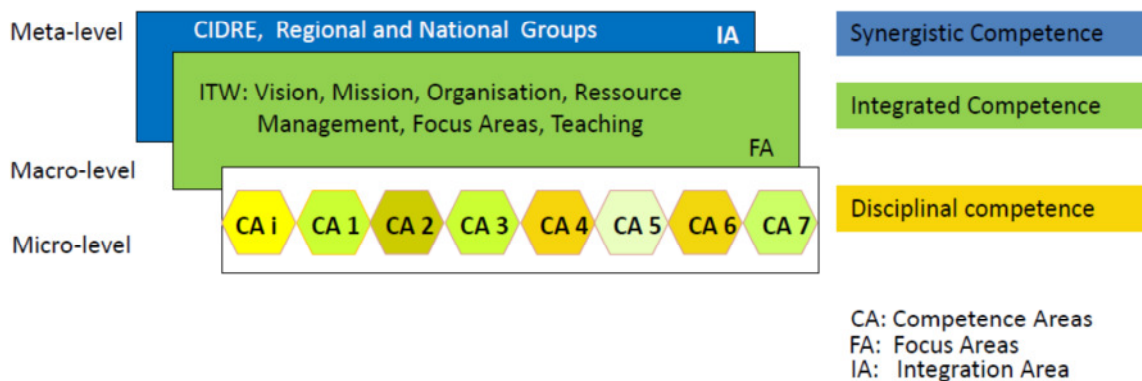 Meta-level
CIDRE, Regional and National Groups
IA
Synergistic Competence
ITW: Vision, Mission, Organisation, Ressource
Management, Focus Areas, Teaching
FA
Integrated Competence
Macro-level
CA i CA 1 CA 2 CA 3 CA 4 CA 5 CA 6 CA 7
Disciplinal competence
Micro-level
CA: Competence Areas
FA: Focus Areas
IA: Integration Area